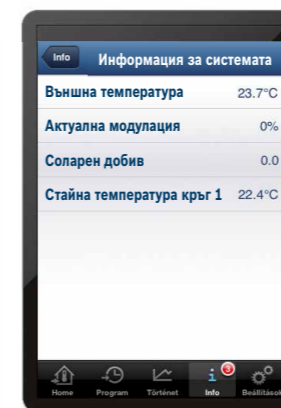 Info
Информация за системата
Външна температура 23.7°C
Актуална модулация 0%
Соларен добив 0.0
Стайна температура кръг 1 22.4°C
3
Home Program Történet Info Beállítások